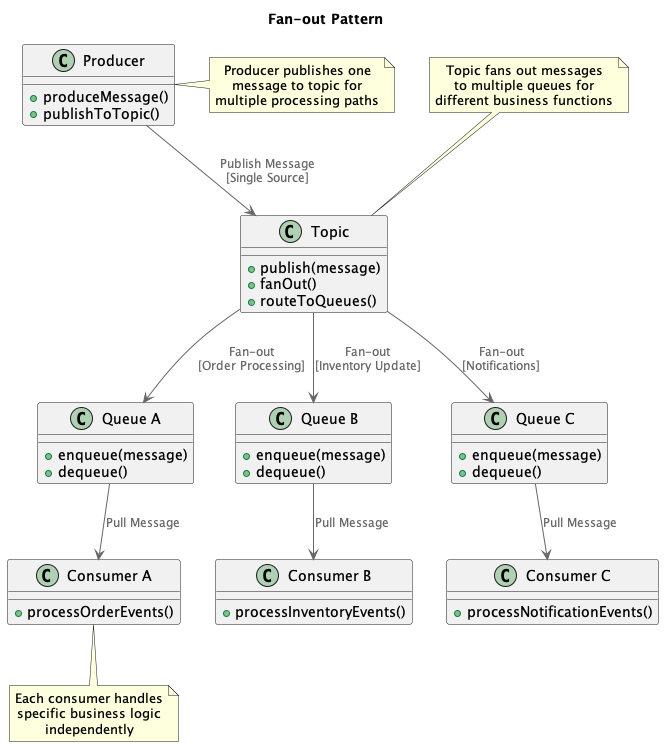 Fan-out Pattern
C Producer
produceMessage()
publishToTopic()
Producer publishes one
message to topic for
multiple processing paths
Topic fans out messages
to multiple queues for
different business functions
Publish Message
[Single Source]
C Topic
publish(message)
fanOut()
routeToQueues()
Fan-out
[Order Processing]
Fan-out
[Inventory Update]
Fan-out
[Notifications]
C Queue A
enqueue(message)
dequeue()
C Queue B
enqueue(message)
dequeue()
C Queue C
enqueue(message)
dequeue()
Pull Message
Pull Message
Pull Message
C Consumer A
processOrderEvents()
C Consumer B
processInventoryEvents()
C Consumer C
processNotificationEvents()
Each consumer handles
specific business logic
independently